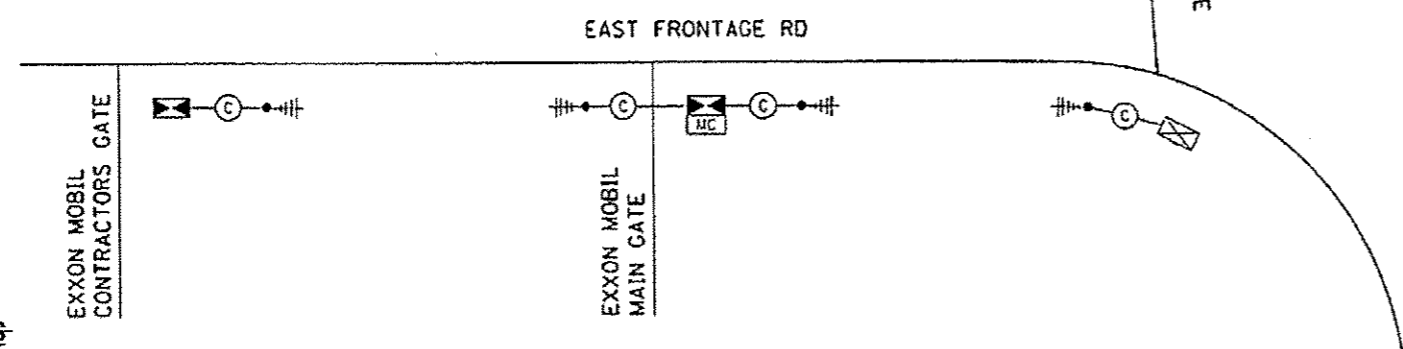 EAST FRONTAGE RD
E
EXXON MOBIL
CONTRACTORS GATE
C
EXXON MOBIL
MAIN GATE
C
MC
C
C